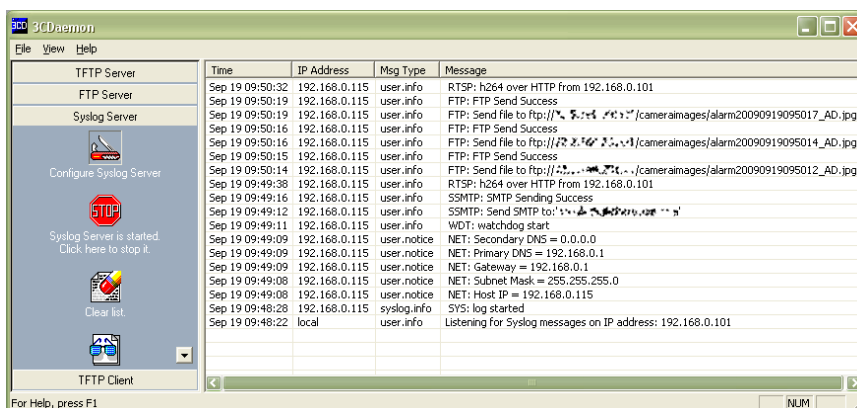 3CD 3CDaemon
File View Help
TFTP Server
FTP Server
Syslog Server
Configure Syslog Server
STOP
Syslog Server is started.
Click here to stop it.
Clear list.
TFTP Client
Time IP Address Msg Type Message
Sep 19 09:50:32 192.168.0.115 user.info RTSP: h264 over HTTP from 192.168.0.101
Sep 19 09:50:19 192.168.0.115 user.info FTP: FTP Send Success
Sep 19 09:50:19 192.168.0.115 user.info FTP: Send file to ftp:// /cameraimages/alarm20090919095017_AD.jpg
Sep 19 09:50:16 192.168.0.115 user.info FTP: FTP Send Success
Sep 19 09:50:16 192.168.0.115 user.info FTP: Send file to ftp:// /cameraimages/alarm20090919095014_AD.jpg
Sep 19 09:50:15 192.168.0.115 user.info FTP: FTP Send Success
Sep 19 09:50:14 192.168.0.115 user.info FTP: Send file to ftp:// /cameraimages/alarm20090919095012_AD.jpg
Sep 19 09:49:38 192.168.0.115 user.info RTSP: h264 over HTTP from 192.168.0.101
Sep 19 09:49:16 192.168.0.115 user.info SSMTP: SMTP Sending Success
Sep 19 09:49:12 192.168.0.115 user.info SSMTP: Send SMTP to:' '
Sep 19 09:49:11 192.168.0.115 user.info WDT: watchdog start
Sep 19 09:49:09 192.168.0.115 user.notice NET: Secondary DNS = 0.0.0.0
Sep 19 09:49:09 192.168.0.115 user.notice NET: Primary DNS = 192.168.0.1
Sep 19 09:49:09 192.168.0.115 user.notice NET: Gateway = 192.168.0.1
Sep 19 09:49:08 192.168.0.115 user.notice NET: Subnet Mask = 255.255.255.0
Sep 19 09:49:08 192.168.0.115 user.notice NET: Host IP = 192.168.0.115
Sep 19 09:48:28 192.168.0.115 syslog.info SYS: log started
Sep 19 09:48:22 local user.info Listening for Syslog messages on IP address: 192.168.0.101
For Help, press F1 NUM